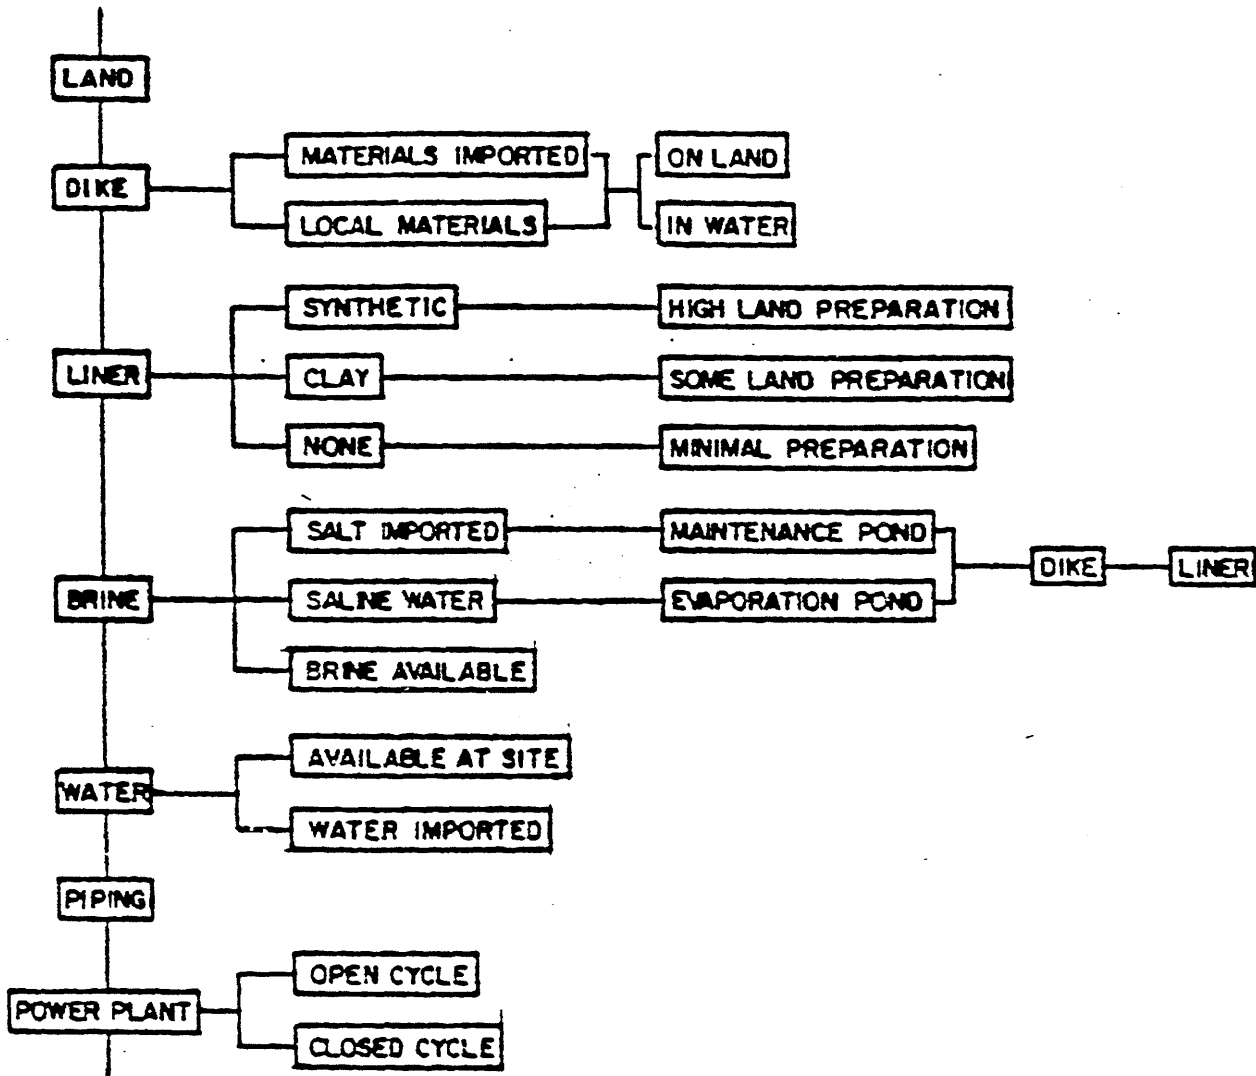 LAND
DIKE
MATERIALS IMPORTED
LOCAL MATERIALS
ON LAND
IN WATER
LINER
SYNTHETIC
HIGH LAND PREPARATION
CLAY
SOME LAND PREPARATION
NONE
MINIMAL PREPARATION
BRINE
SALT IMPORTED
MAINTENANCE POND
SALINE WATER
EVAPORATION POND
DIKE
LINER
BRINE AVAILABLE
WATER
AVAILABLE AT SITE
WATER IMPORTED
PIPING
POWER PLANT
OPEN CYCLE
CLOSED CYCLE